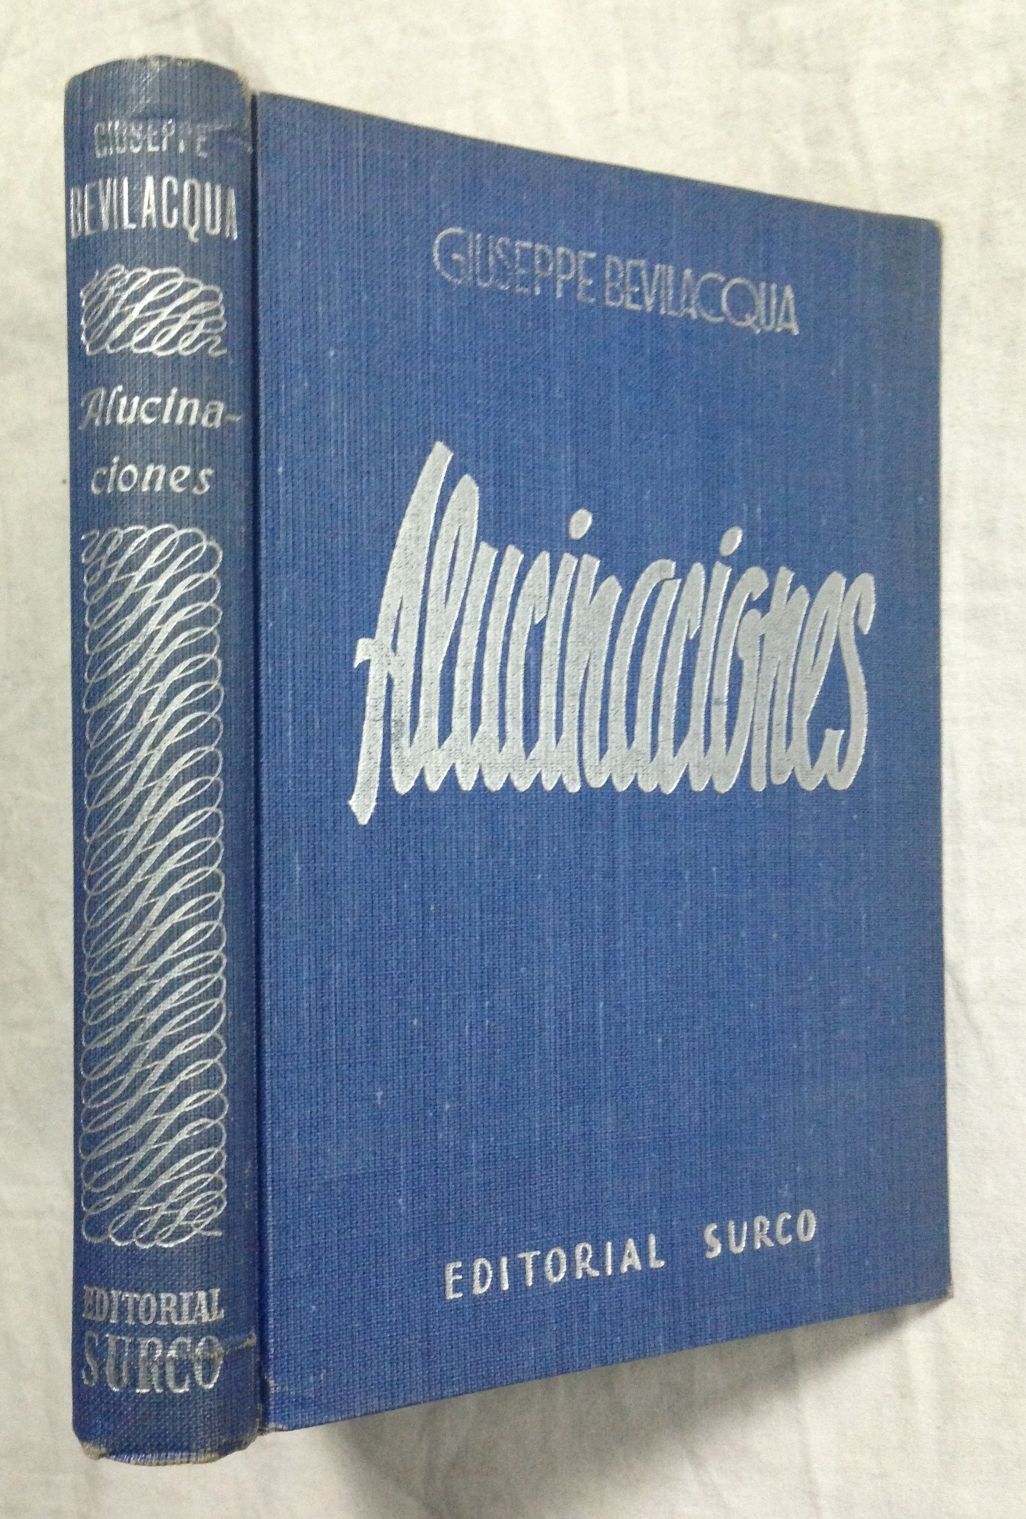 GIUSEPPE
BEVILACQUA
Alucina-
ciones
EDITORIAL
SURCO
GIUSEPPE BEVILACQUA
Alucinaciones
EDITORIAL SURCO